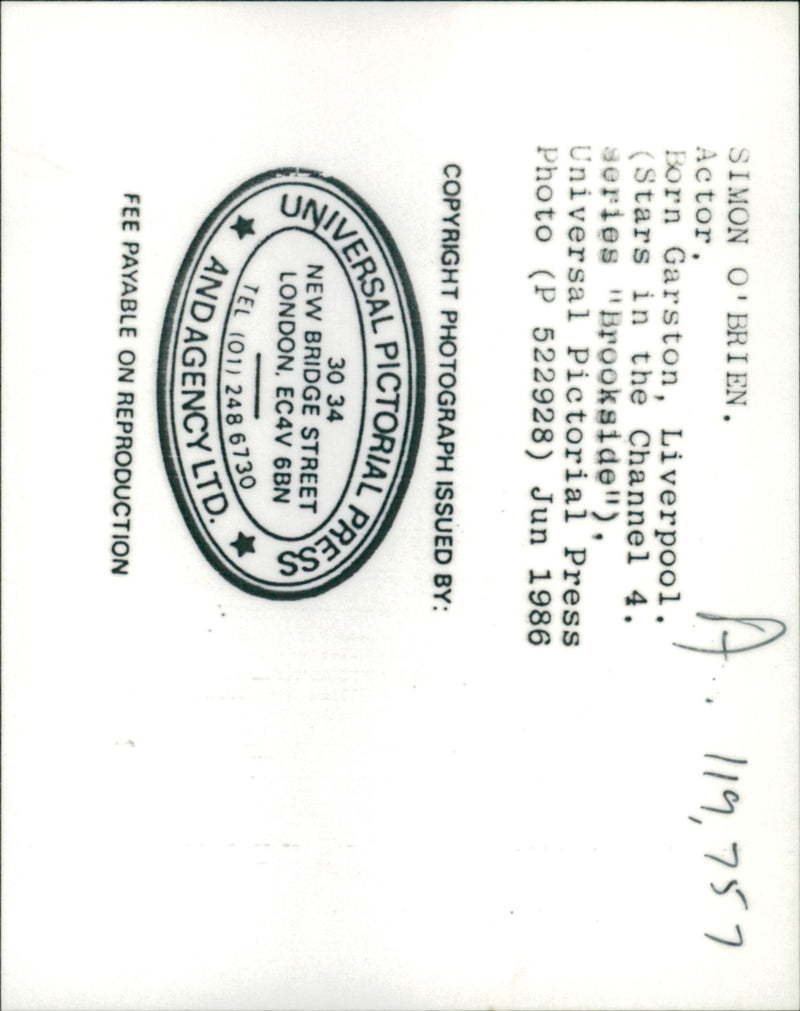 SIMON O'BRIEN.
Actor.
Born Garston, Liverpool.
(Stars in the Channel 4.
series "Brookside").
Universal Pictorial Press
Photo (P 522928) Jun 1986
A. 119,757
COPYRIGHT PHOTOGRAPH ISSUED BY:
UNIVERSAL PICTORIAL PRESS
AND AGENCY LTD.
30 34
NEW BRIDGE STREET
LONDON, EC4V 6BN
TEL (01) 248 6730
FEE PAYABLE ON REPRODUCTION